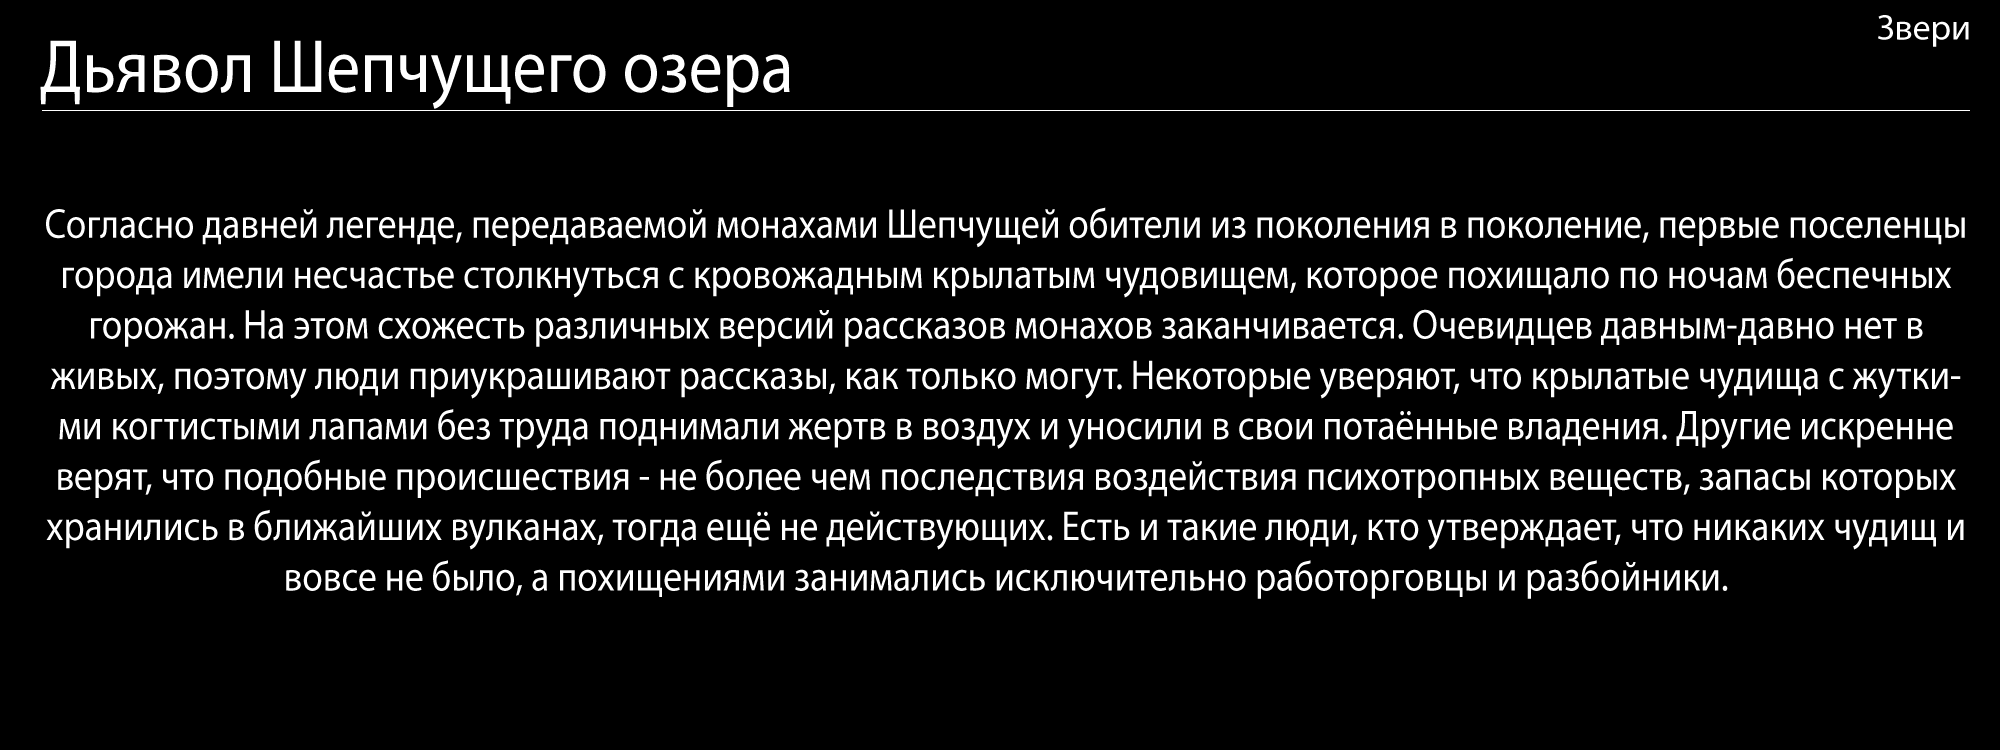 Звери
Дьявол Шепчущего озера
Согласно давней легенде, передаваемой монахами Шепчущей обители из поколения в поколение, первые поселенцы
города имели несчастье столкнуться с кровожадным крылатым чудовищем, которое похищало по ночам беспечных
горожан. На этом схожесть различных версий рассказов монахов заканчивается. Очевидцев давным-давно нет в
живых, поэтому люди приукрашивают рассказы, как только могут. Некоторые уверяют, что крылатые чудища с жутки-
ми когтистыми лапами без труда поднимали жертв в воздух и уносили в свои потаённые владения. Другие искренне
верят, что подобные происшествия - не более чем последствия воздействия психотропных веществ, запасы которых
хранились в ближайших вулканах, тогда ещё не действующих. Есть и такие люди, кто утверждает, что никаких чудищ и
вовсе не было, а похищениями занимались исключительно работорговцы и разбойники.